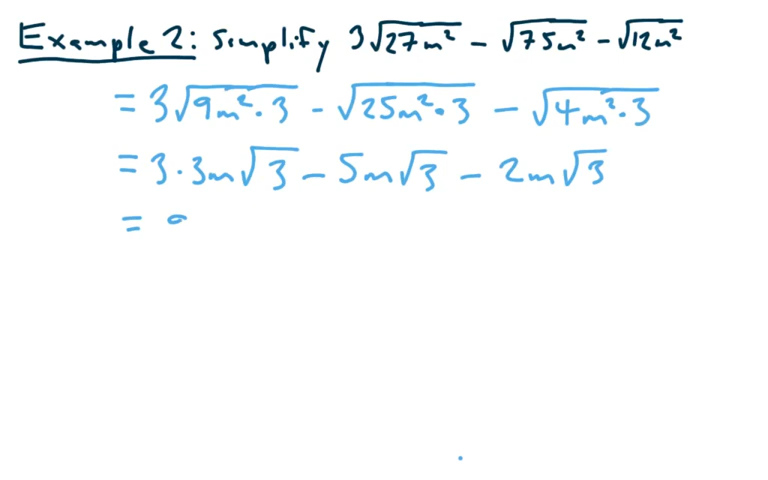 Example 2: Simplify 3√27m² - √75m² - √12m²
= 3√9m²·3 - √25m²·3 - √4m²·3
= 3·3m√3 - 5m√3 - 2m√3
=